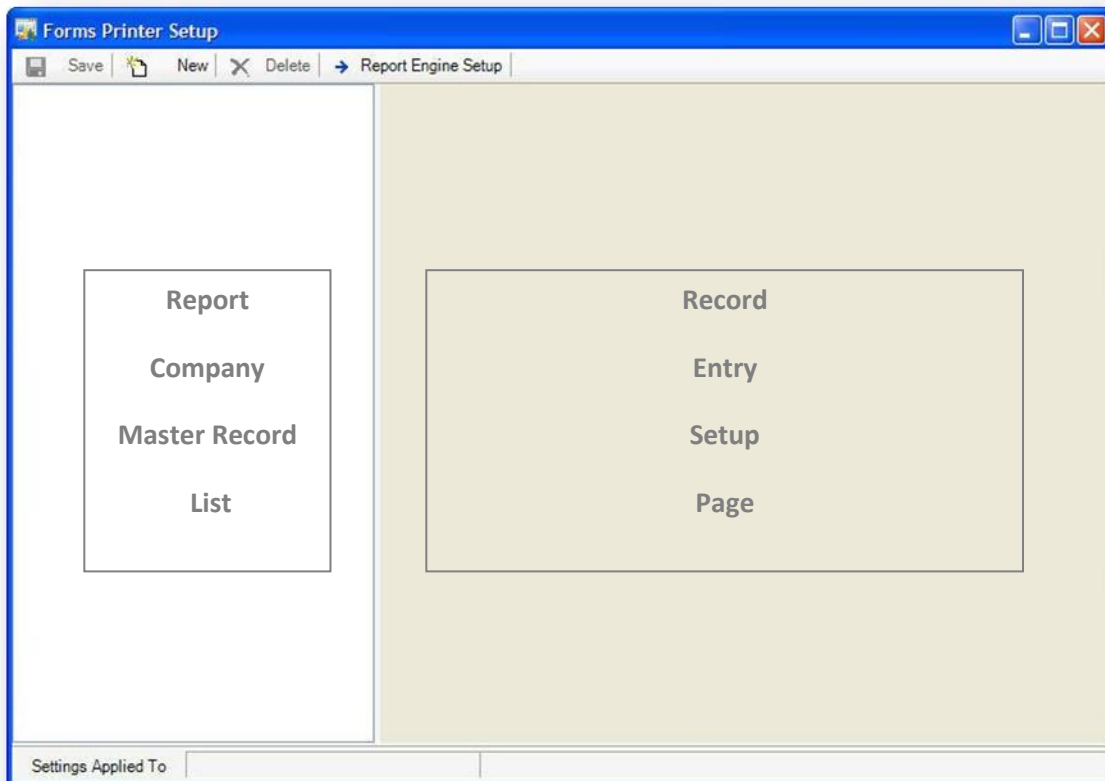 Forms Printer Setup
Save New Delete Report Engine Setup
Report
Company
Master Record
List
Record
Entry
Setup
Page
Settings Applied To